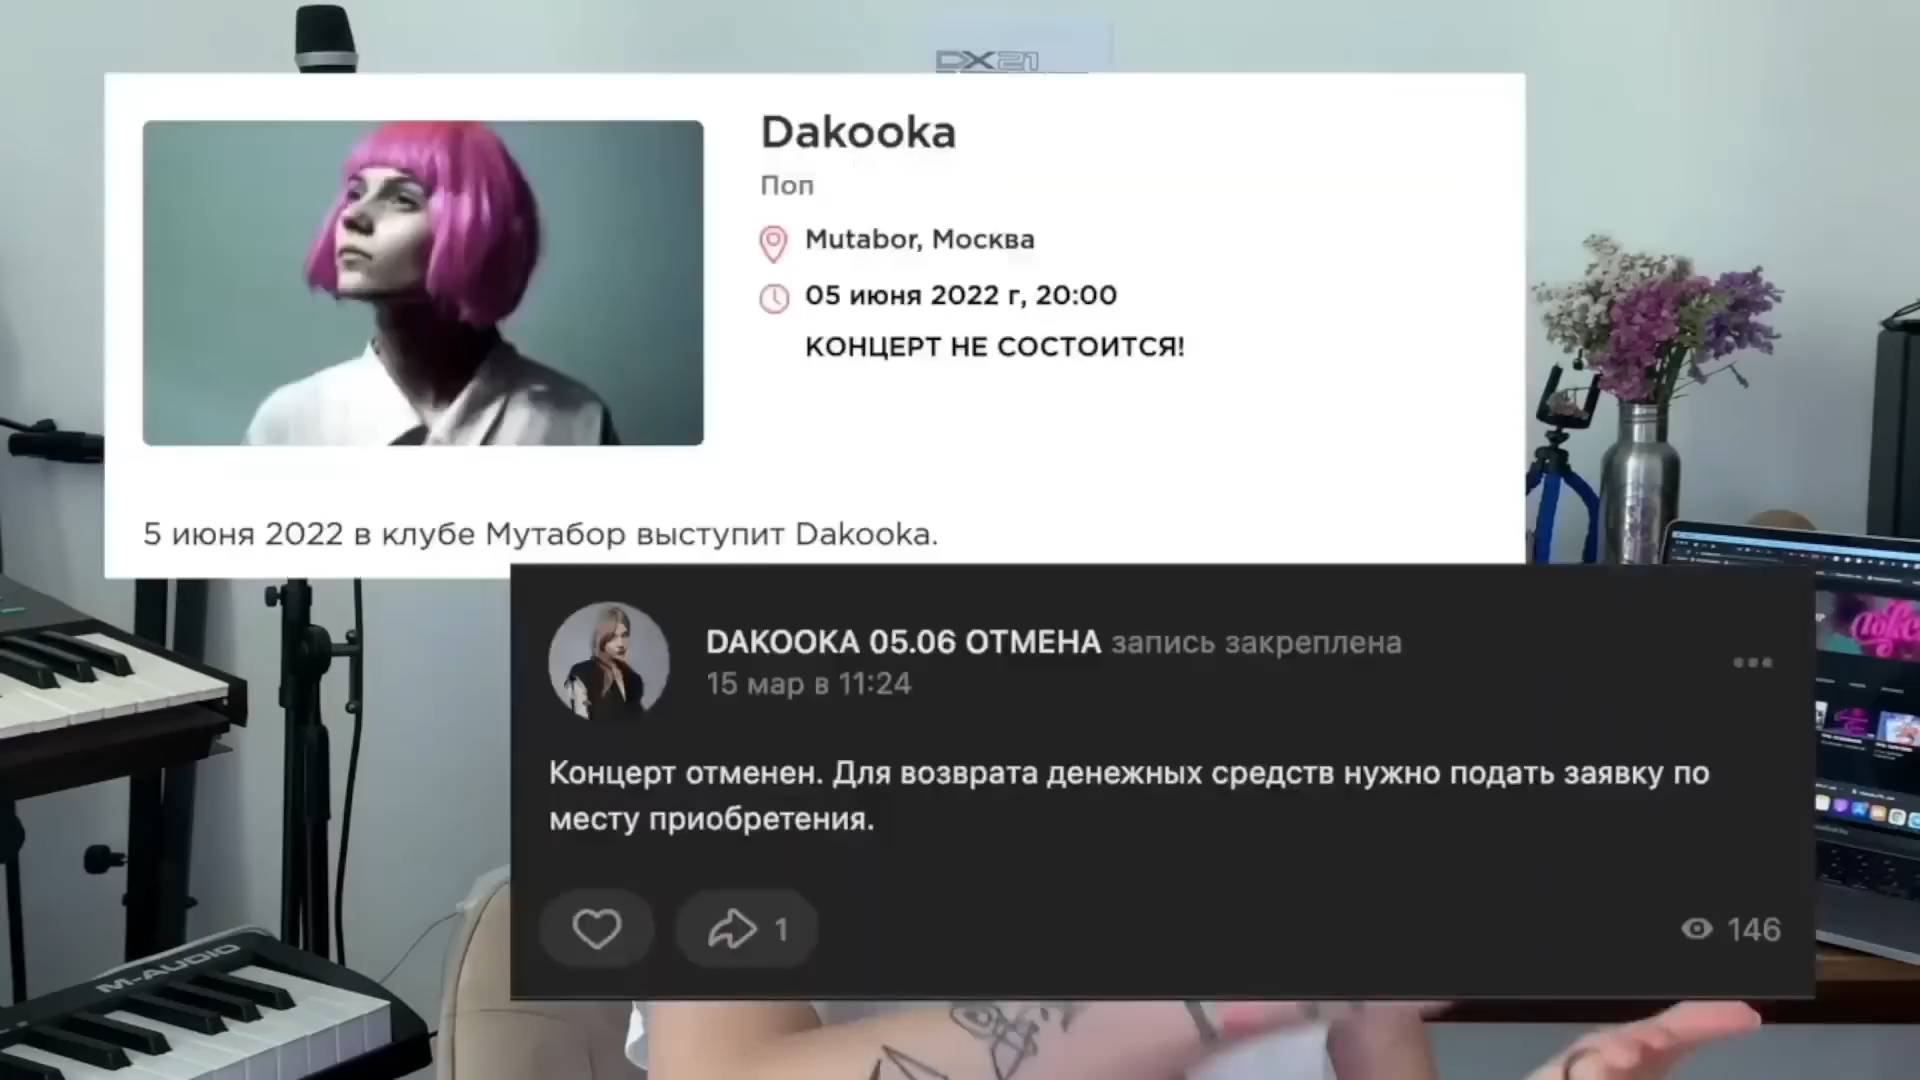 DX21
Dakooka
Поп
Mutabor, Москва
05 июня 2022 г, 20:00
КОНЦЕРТ НЕ СОСТОИТСЯ!
5 июня 2022 в клубе Мутабор выступит Dakooka.
DAKOOKA 05.06 ОТМЕНА запись закреплена
15 мар в 11:24
Концерт отменен. Для возврата денежных средств нужно подать заявку по
месту приобретения.
1
146
M-AUDIO